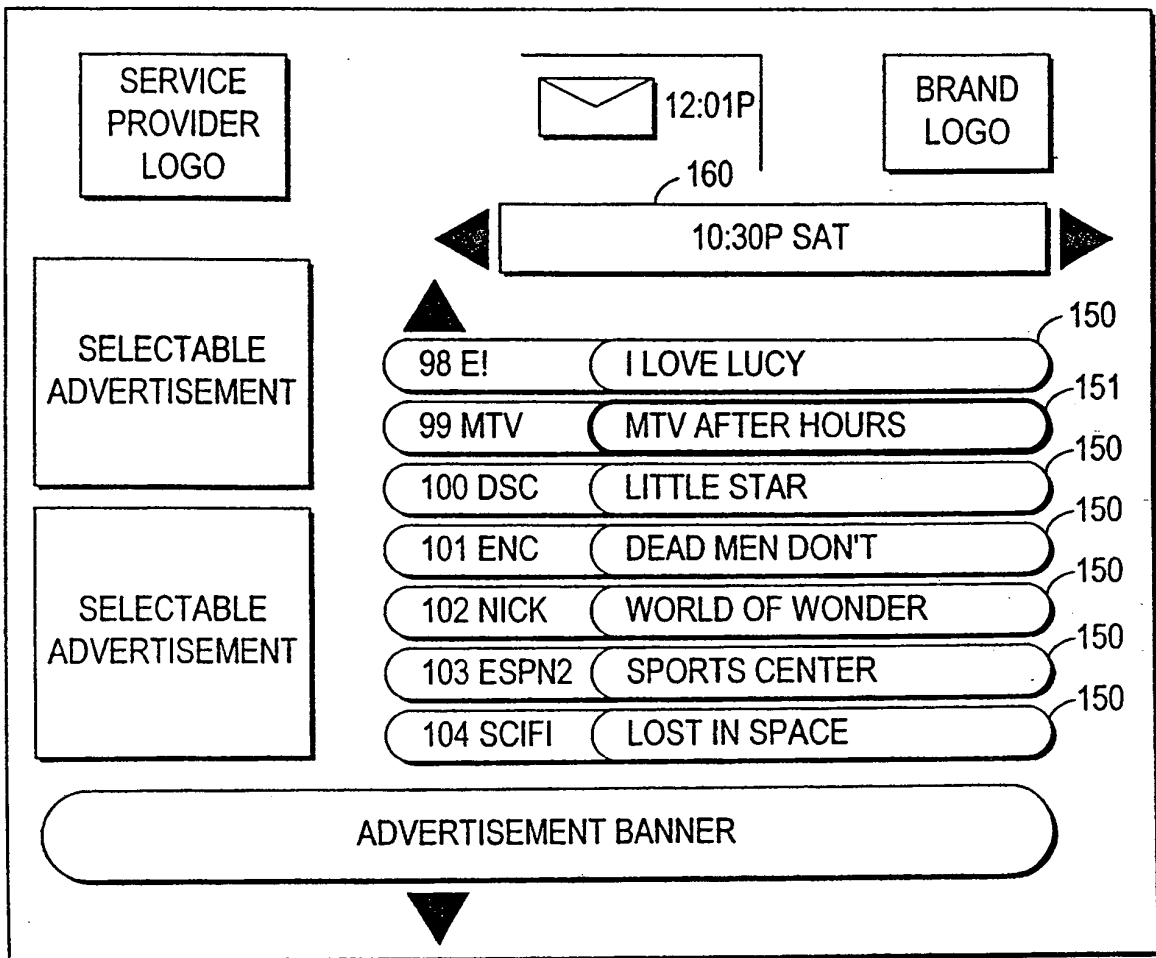 SERVICE
PROVIDER
LOGO
12:01P
BRAND
LOGO
160
10:30P SAT
SELECTABLE
ADVERTISEMENT
SELECTABLE
ADVERTISEMENT
98 E! I LOVE LUCY 150
99 MTV MTV AFTER HOURS 151
100 DSC LITTLE STAR 150
101 ENC DEAD MEN DON'T 150
102 NICK WORLD OF WONDER 150
103 ESPN2 SPORTS CENTER 150
104 SCIFI LOST IN SPACE 150
ADVERTISEMENT BANNER